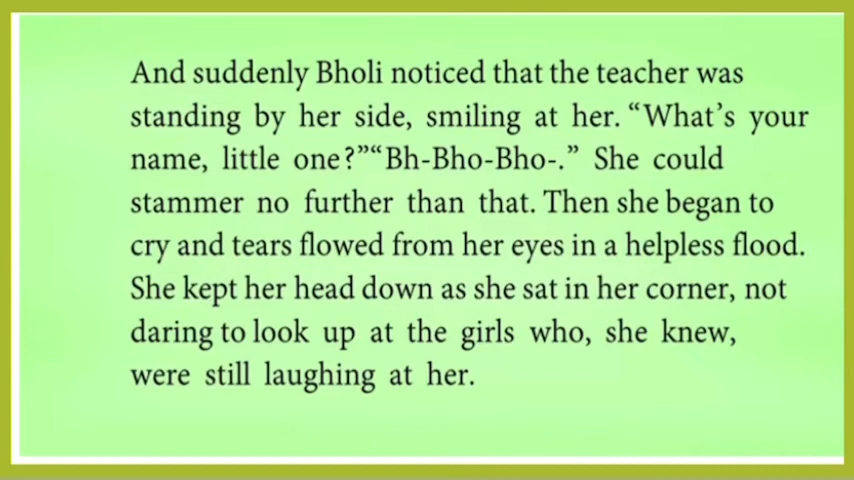 And suddenly Bholi noticed that the teacher was
standing by her side, smiling at her. “What’s your
name, little one?”“Bh-Bho-Bho-.” She could
stammer no further than that. Then she began to
cry and tears flowed from her eyes in a helpless flood.
She kept her head down as she sat in her corner, not
daring to look up at the girls who, she knew,
were still laughing at her.